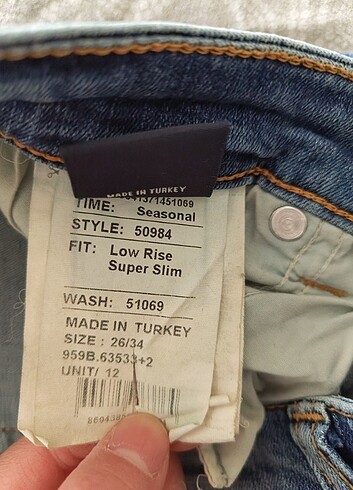 MADE IN TURKEY
TIME: Seasonal
STYLE: 50984
FIT: Low Rise
Super Slim
WASH: 51069
MADE IN TURKEY
SIZE : 26/34
959B.63533+2
UNIT/ 12